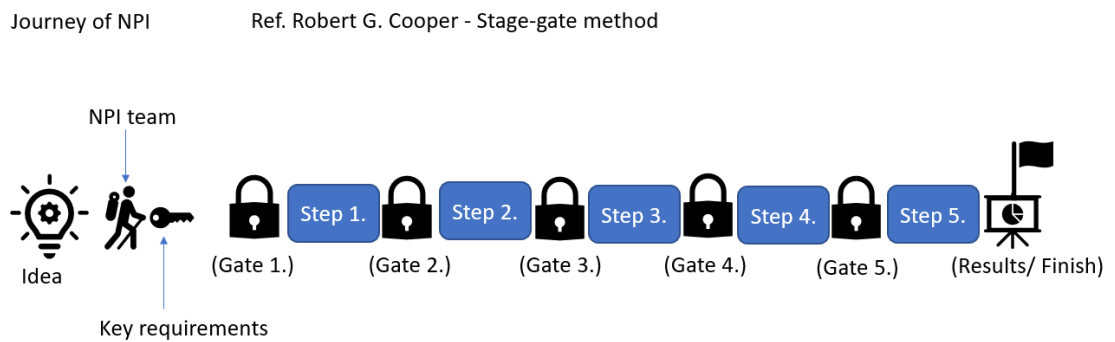 Journey of NPI
Ref. Robert G. Cooper - Stage-gate method
NPI team
Step 1.
Step 2.
Step 3.
Step 4.
Step 5.
(Gate 1.)
(Gate 2.)
(Gate 3.)
(Gate 4.)
(Gate 5.)
(Results/ Finish)
Idea
Key requirements